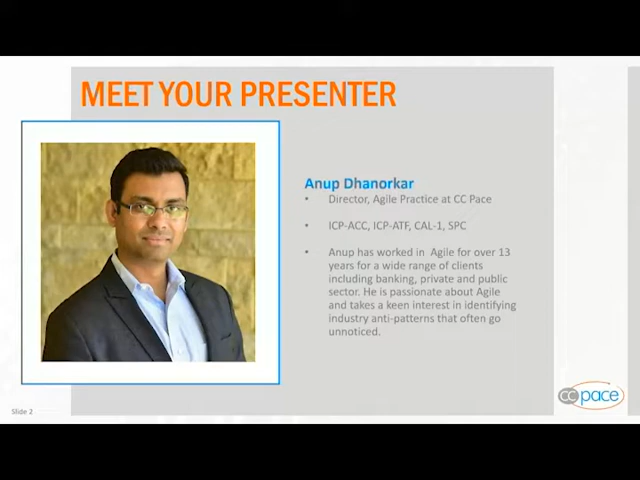 MEET YOUR PRESENTER
Anup Dhanorkar
• Director, Agile Practice at CC Pace
• ICP-ACC, ICP-ATF, CAL-1, SPC
• Anup has worked in Agile for over 13
years for a wide range of clients
including banking, private and public
sector. He is passionate about Agile
and takes a keen interest in identifying
industry anti-patterns that often go
unnoticed.
Slide 2
cc pace